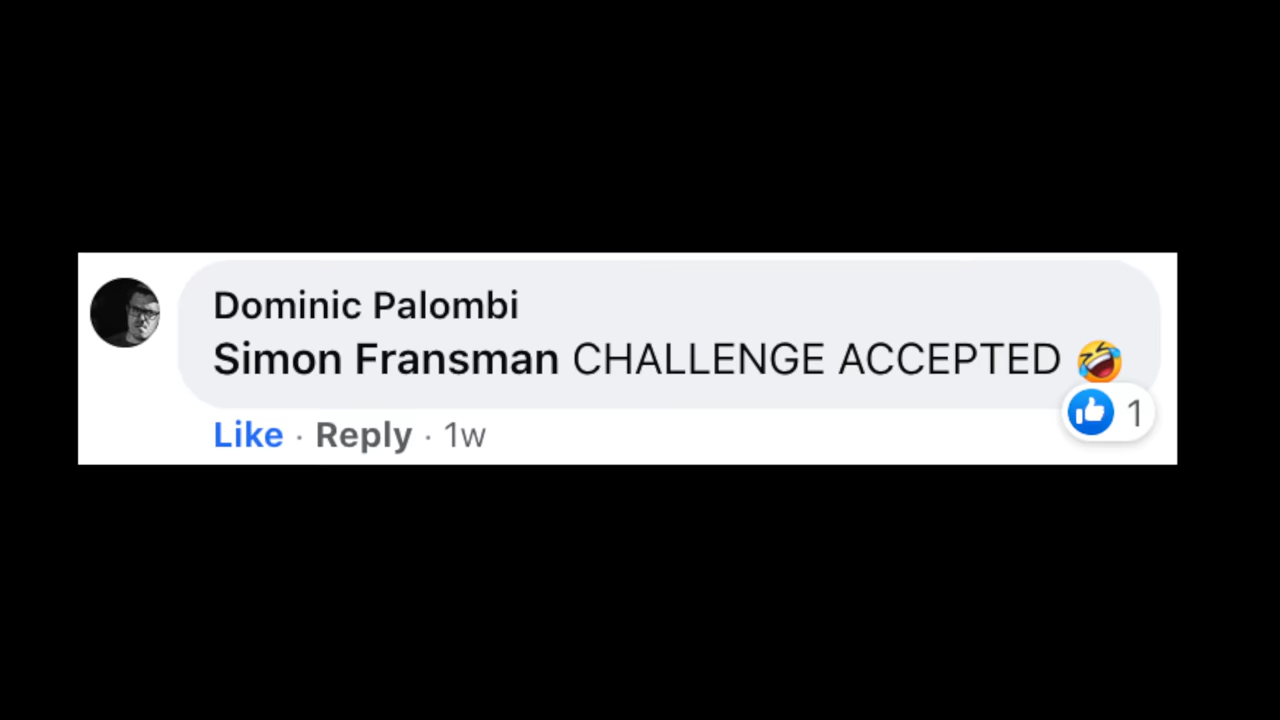 Dominic Palombi
Simon Fransman CHALLENGE ACCEPTED 🤣
Like · Reply · 1w
1